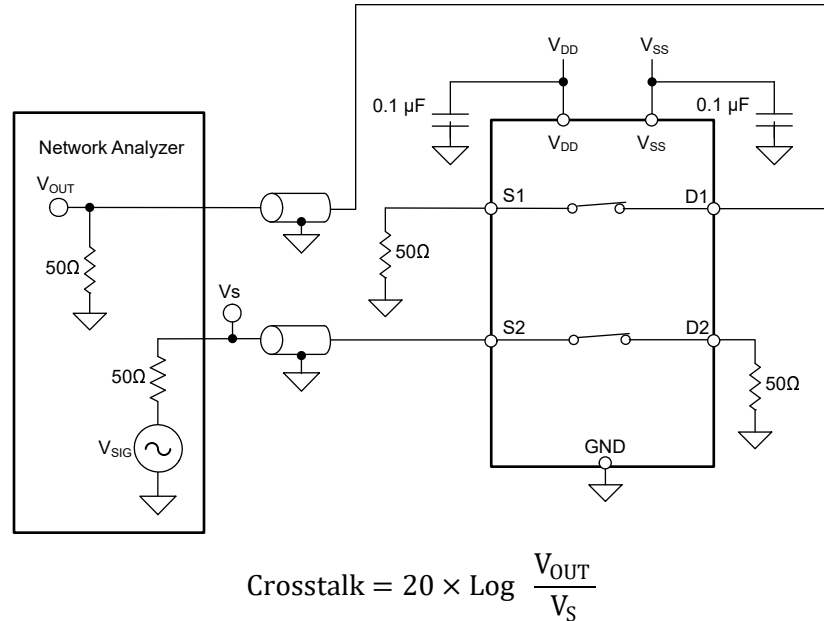 V_DD V_SS
0.1 µF 0.1 µF
Network Analyzer
V_DD V_SS
V_OUT
S1 D1
50Ω 50Ω
Vs
S2 D2
50Ω 50Ω
V_SIG
GND
Crosstalk = 20 × Log V_OUT / V_S